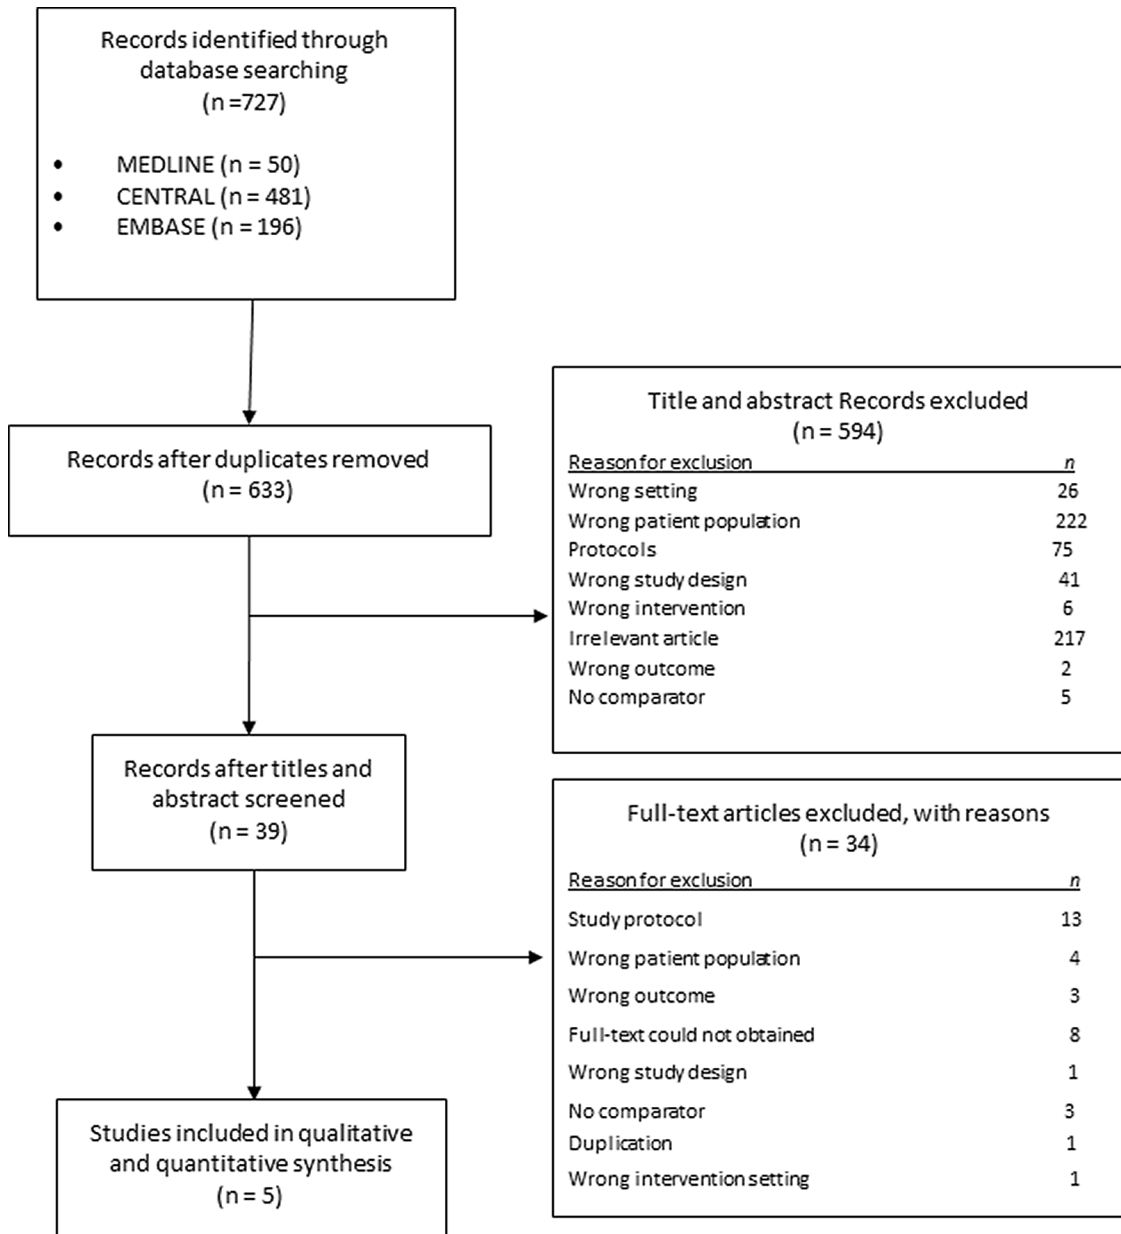 Records identified through
database searching
(n =727)
• MEDLINE (n = 50)
• CENTRAL (n = 481)
• EMBASE (n = 196)
Records after duplicates removed
(n = 633)
Title and abstract Records excluded
(n = 594)
Reason for exclusion n
Wrong setting 26
Wrong patient population 222
Protocols 75
Wrong study design 41
Wrong intervention 6
Irrelevant article 217
Wrong outcome 2
No comparator 5
Records after titles and
abstract screened
(n = 39)
Full-text articles excluded, with reasons
(n = 34)
Reason for exclusion n
Study protocol 13
Wrong patient population 4
Wrong outcome 3
Full-text could not obtained 8
Wrong study design 1
No comparator 3
Duplication 1
Wrong intervention setting 1
Studies included in qualitative
and quantitative synthesis
(n = 5)